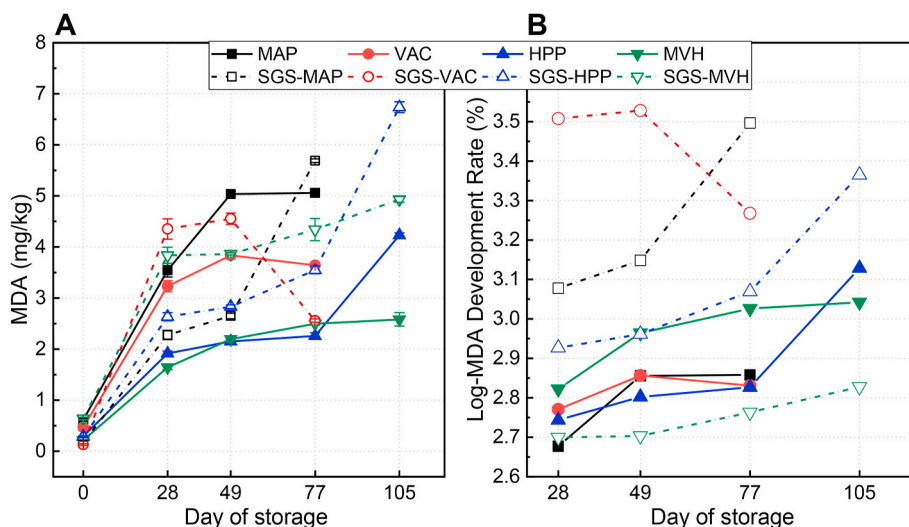 A
B
MAP VAC HPP MVH
SGS-MAP SGS-VAC SGS-HPP SGS-MVH
MDA (mg/kg)
8
7
6
5
4
3
2
1
0
0 28 49 77 105
Day of storage
Log-MDA Development Rate (%)
3.5
3.4
3.3
3.2
3.1
3.0
2.9
2.8
2.7
2.6
28 49 77 105
Day of storage